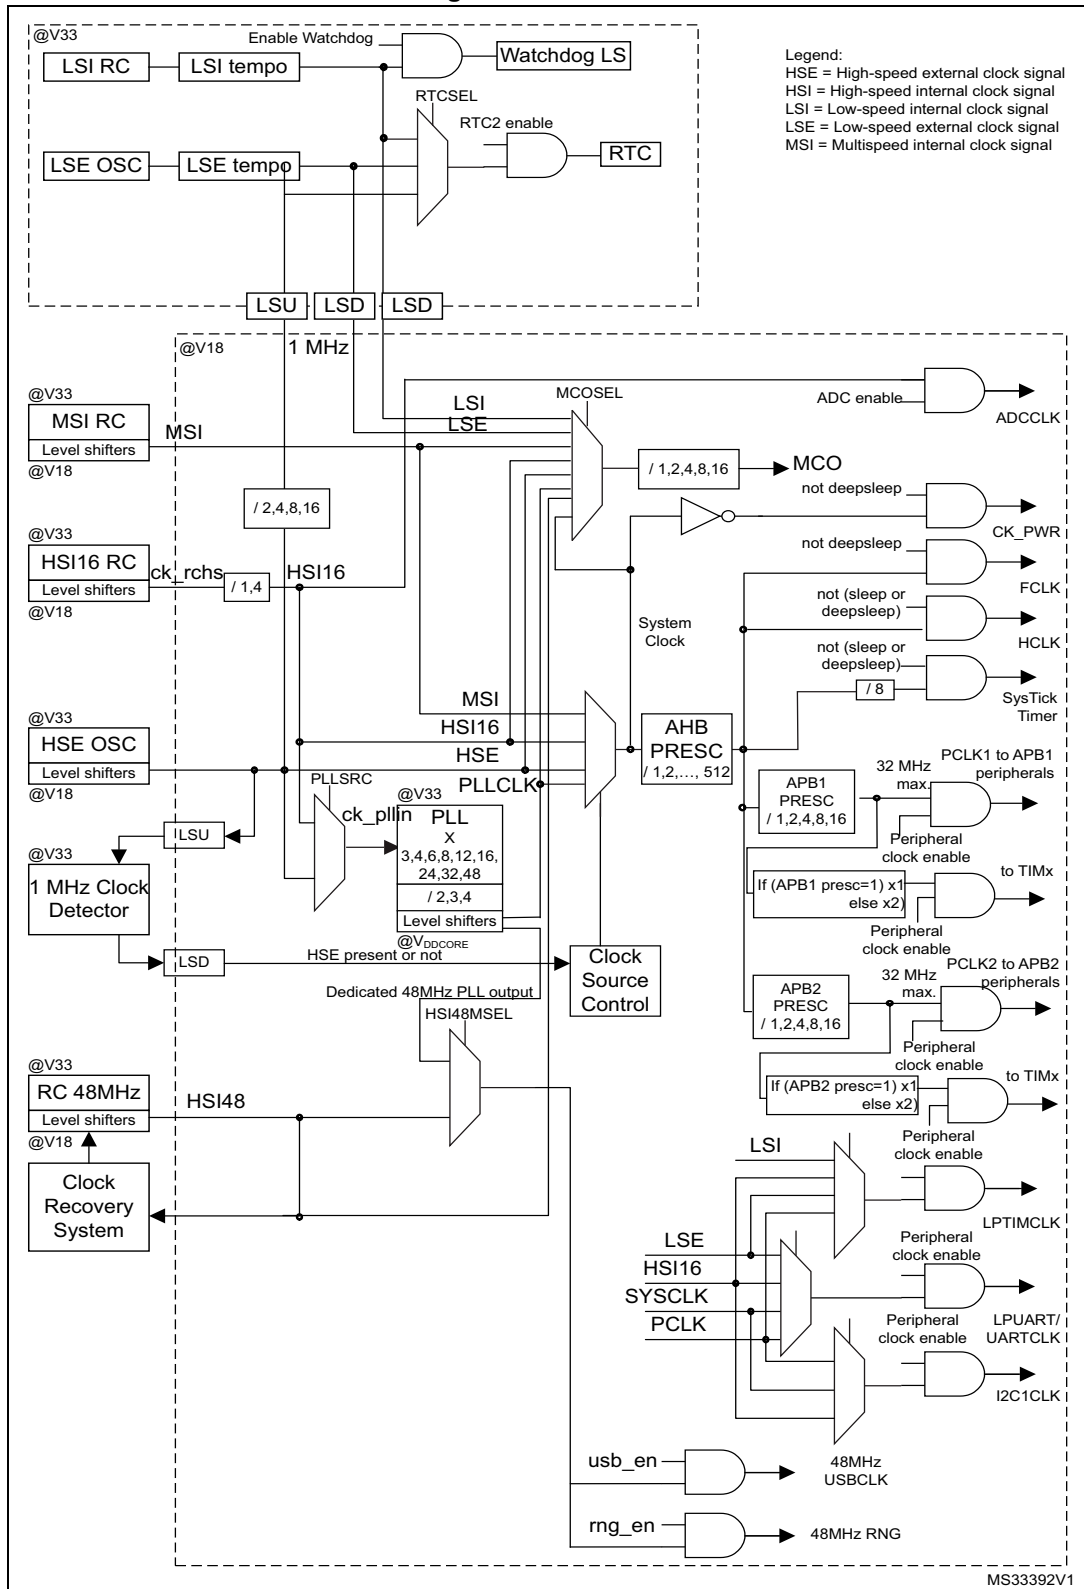 @V33
Enable Watchdog
Watchdog LS
LSI RC
LSI tempo
Legend:
HSE = High-speed external clock signal
HSI = High-speed internal clock signal
LSI = Low-speed internal clock signal
LSE = Low-speed external clock signal
MSI = Multispeed internal clock signal
RTCSEL
RTC2 enable
LSE OSC
LSE tempo
RTC
LSU
LSD
LSD
@V18
1 MHz
@V33
MSI RC
Level shifters
@V18
MSI
LSI
LSE
MCOSEL
ADC enable
ADCCLK
/ 1,2,4,8,16
MCO
/ 2,4,8,16
not deepsleep
CK_PWR
@V33
HSI16 RC
Level shifters
@V18
ck_rchs
/ 1,4
HSI16
not deepsleep
FCLK
not (sleep or
deepsleep)
HCLK
System
Clock
not (sleep or
deepsleep)
/ 8
SysTick
Timer
@V33
HSE OSC
Level shifters
@V18
MSI
HSI16
HSE
PLLCLK
AHB
PRESC
/ 1,2,..., 512
PLLSRC
ck_pllin
@V33
PLL
X
3,4,6,8,12,16,
24,32,48
/ 2,3,4
Level shifters
@VDDCORE
APB1
PRESC
/ 1,2,4,8,16
32 MHz
max.
PCLK1 to APB1
peripherals
Peripheral
clock enable
LSU
@V33
1 MHz Clock
Detector
LSD
If (APB1 presc=1) x1
else x2)
to TIMx
Peripheral
clock enable
HSE present or not
Clock
Source
Control
Dedicated 48MHz PLL output
HSI48MSEL
APB2
PRESC
/ 1,2,4,8,16
32 MHz
max.
PCLK2 to APB2
peripherals
Peripheral
clock enable
@V33
RC 48MHz
Level shifters
@V18
HSI48
If (APB2 presc=1) x1
else x2)
to TIMx
Peripheral
clock enable
Clock
Recovery
System
LSI
LPTIMCLK
LSE
HSI16
SYSCLK
PCLK
Peripheral
clock enable
LPUART/
UARTCLK
Peripheral
clock enable
I2C1CLK
usb_en
48MHz
USBCLK
rng_en
48MHz RNG
MS33392V1